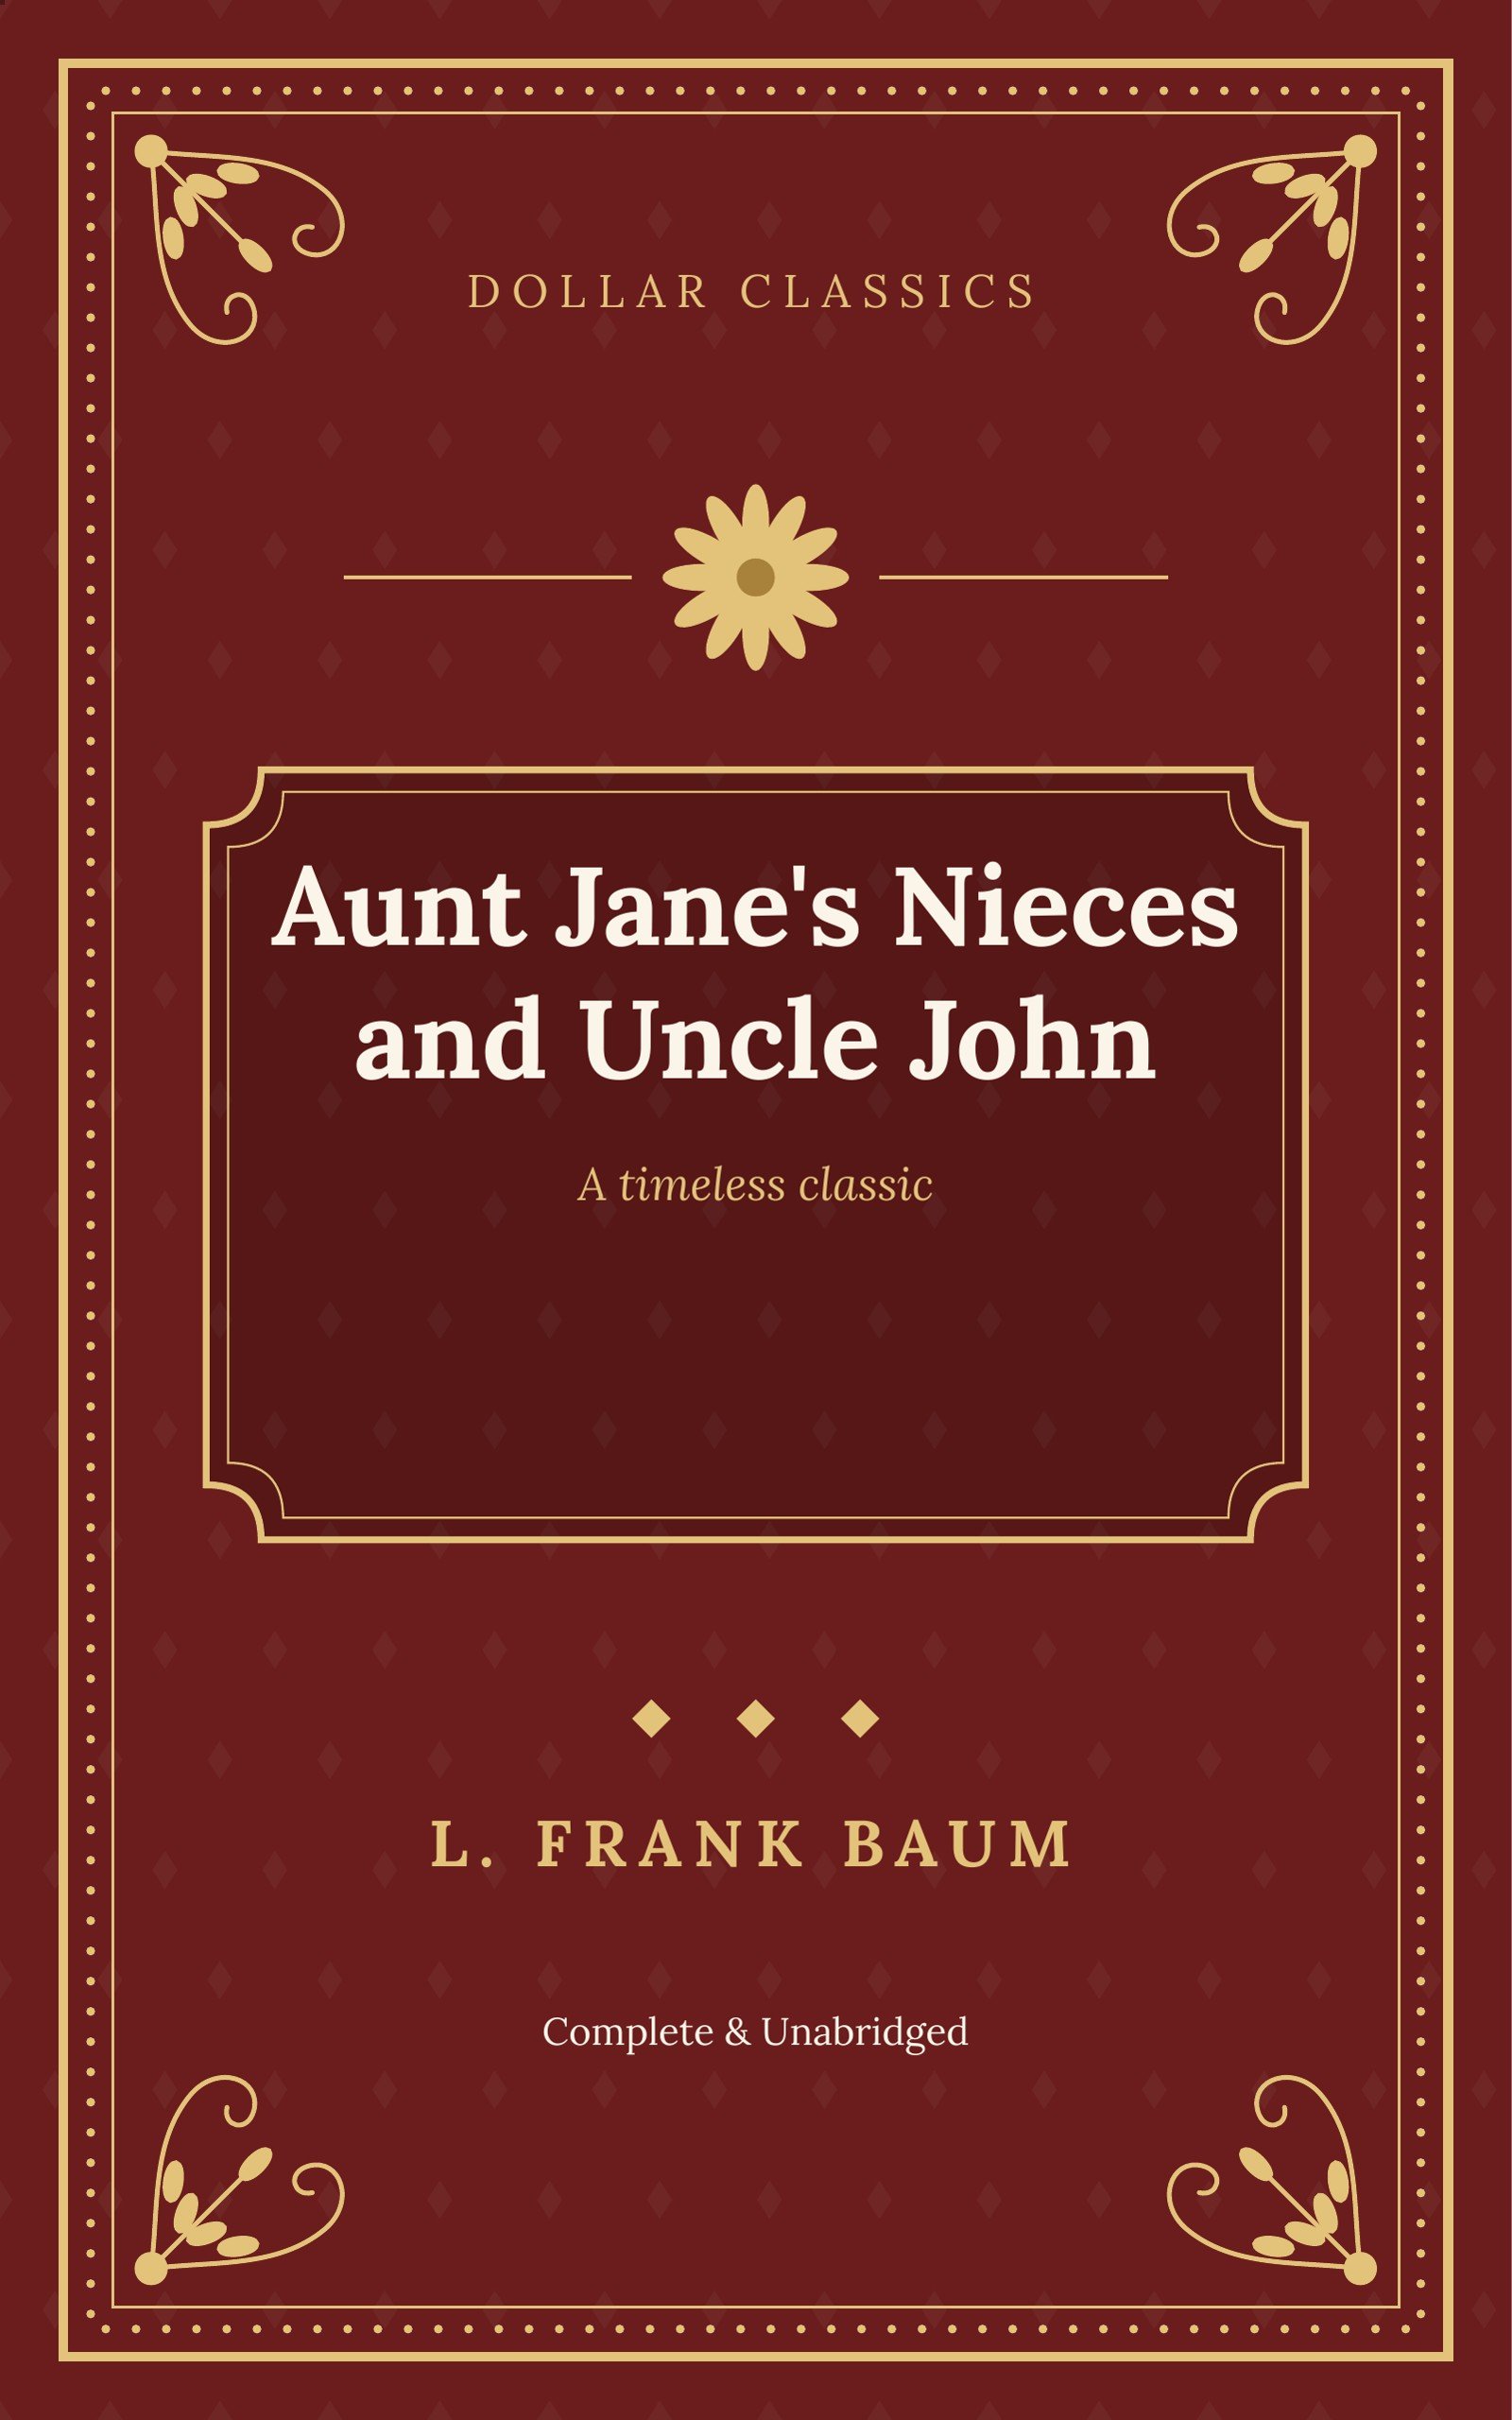 DOLLAR CLASSICS
Aunt Jane's Nieces
and Uncle John
A timeless classic
L. FRANK BAUM
Complete & Unabridged